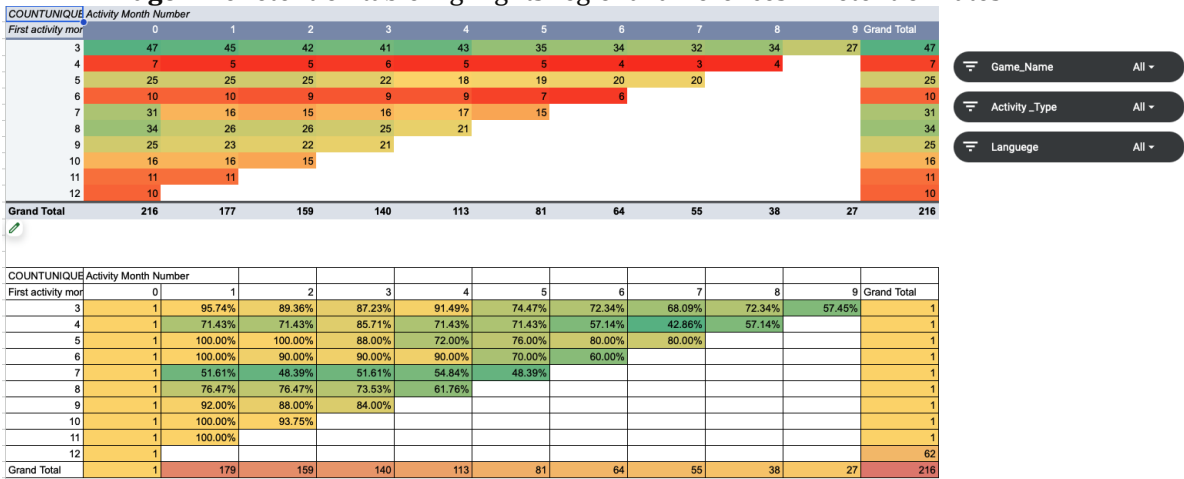 COUNTUNIQUE Activity Month Number
First activity mor 0 1 2 3 4 5 6 7 8 9 Grand Total
3 47 45 42 41 43 35 34 32 34 27 47
4 7 5 5 6 5 5 4 3 4 7
5 25 25 25 22 18 19 20 20 25
6 10 10 9 9 9 7 6 10
7 31 16 15 16 17 15 31
8 34 26 26 25 21 34
9 25 23 22 21 25
10 16 16 15 16
11 11 11 11
12 10 10
Grand Total 216 177 159 140 113 81 64 55 38 27 216
Game_Name All
Activity_Type All
Languege All
COUNTUNIQUE Activity Month Number
First activity mor 0 1 2 3 4 5 6 7 8 9 Grand Total
3 1 95.74% 89.36% 87.23% 91.49% 74.47% 72.34% 68.09% 72.34% 57.45% 1
4 1 71.43% 71.43% 85.71% 71.43% 71.43% 57.14% 42.86% 57.14% 1
5 1 100.00% 100.00% 88.00% 72.00% 76.00% 80.00% 80.00% 1
6 1 100.00% 90.00% 90.00% 90.00% 70.00% 60.00% 1
7 1 51.61% 48.39% 51.61% 54.84% 48.39% 1
8 1 76.47% 76.47% 73.53% 61.76% 1
9 1 92.00% 88.00% 84.00% 1
10 1 100.00% 93.75% 1
11 1 100.00% 1
12 1 62
Grand Total 1 179 159 140 113 81 64 55 38 27 216